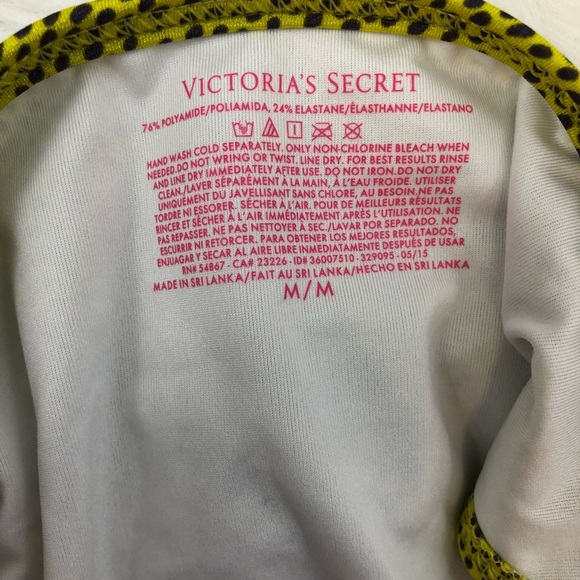 VICTORIA'S SECRET
76% POLYAMIDE/POLIAMIDA, 24% ELASTANE/ÉLASTHANNE/ELASTANO
HAND WASH COLD SEPARATELY. ONLY NON-CHLORINE BLEACH WHEN
NEEDED.DO NOT WRING OR TWIST. LINE DRY. FOR BEST RESULTS RINSE
AND LINE DRY IMMEDIATELY AFTER USE. DO NOT IRON.DO NOT DRY
CLEAN./LAVER SÉPARÉMENT À LA MAIN, À L'EAU FROIDE. UTILISER
UNIQUEMENT DU JAVELLISANT SANS CHLORE, AU BESOIN.NE PAS
TORDRE NI ESSORER. SÉCHER À L'AIR. POUR DE MEILLEURS RÉSULTATS
RINCER ET SÉCHER À L'AIR IMMÉDIATEMENT APRÈS L'UTILISATION. NE
PAS REPASSER. NE PAS NETTOYER À SEC./LAVAR POR SEPARADO. NO
ESCURRIR NI RETORCER. PARA OBTENER LOS MEJORES RESULTADOS,
ENJUAGAR Y SECAR AL AIRE LIBRE INMEDIATAMENTE DESPUÉS DE USAR
RN# 54867 - CA# 23226 - ID# 36007510 - 329095 - 05/15
MADE IN SRI LANKA/FAIT AU SRI LANKA/HECHO EN SRI LANKA
M/M